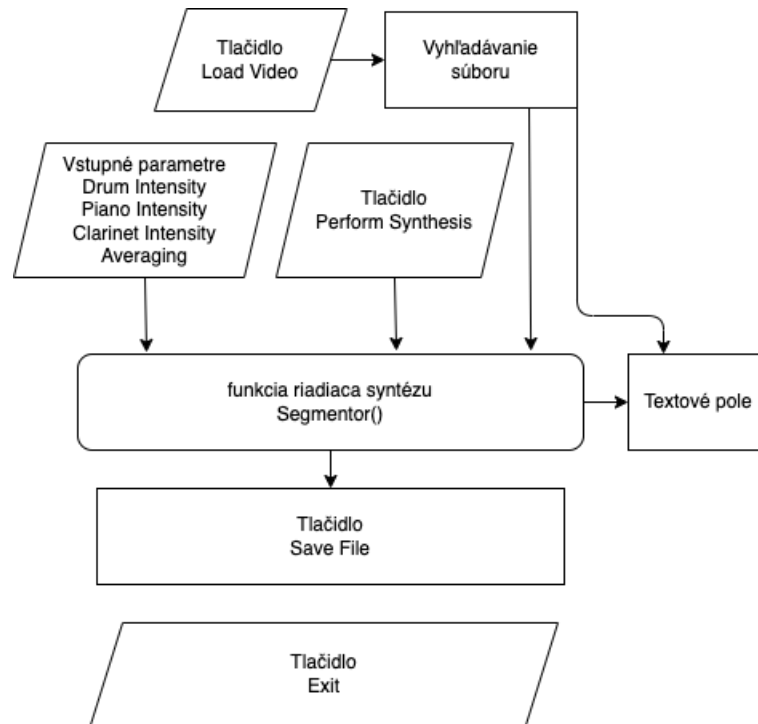 Tlačidlo
Load Video
Vyhľadávanie
súboru
Vstupné parametre
Drum Intensity
Piano Intensity
Clarinet Intensity
Averaging
Tlačidlo
Perform Synthesis
funkcia riadiaca syntézu
Segmentor()
Textové pole
Tlačidlo
Save File
Tlačidlo
Exit